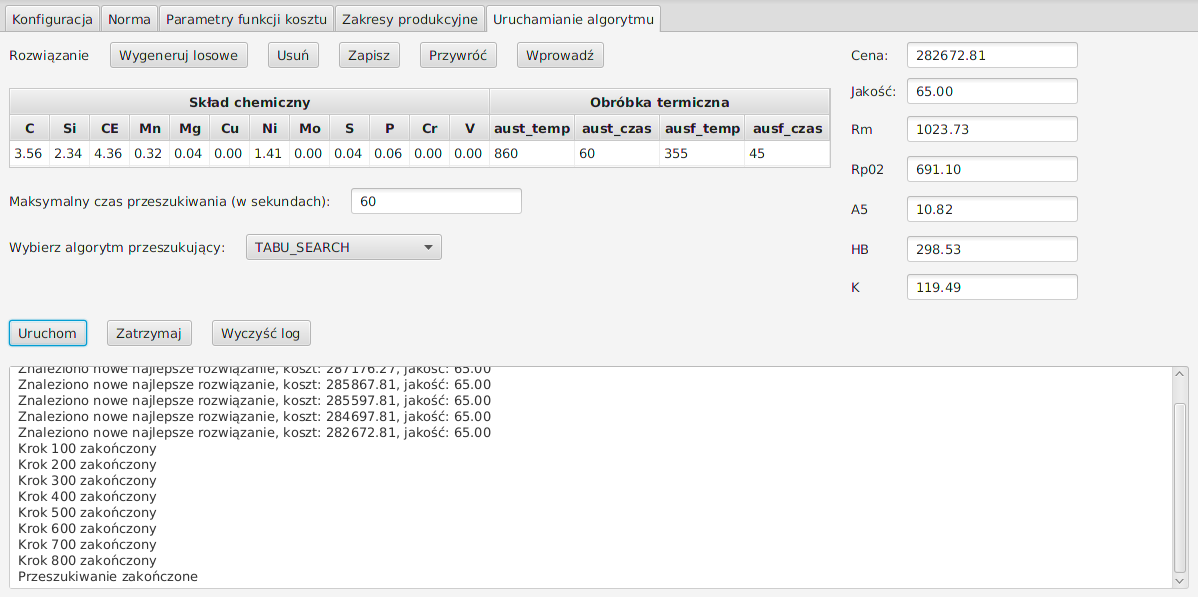 Konfiguracja Norma Parametry funkcji kosztu Zakresy produkcyjne Uruchamianie algorytmu
Rozwiązanie Wygeneruj losowe Usuń Zapisz Przywróć Wprowadź
Skład chemiczny Obróbka termiczna
C Si CE Mn Mg Cu Ni Mo S P Cr V aust_temp aust_czas ausf_temp ausf_czas
3.56 2.34 4.36 0.32 0.04 0.00 1.41 0.00 0.04 0.06 0.00 0.00 860 60 355 45
Maksymalny czas przeszukiwania (w sekundach): 60
Wybierz algorytm przeszukujący: TABU_SEARCH
Cena: 282672.81
Jakość: 65.00
Rm 1023.73
Rp02 691.10
A5 10.82
HB 298.53
K 119.49
Uruchom Zatrzymaj Wyczyść log
Znaleziono nowe najlepsze rozwiązanie, koszt: 287176.27, jakość: 65.00
Znaleziono nowe najlepsze rozwiązanie, koszt: 285867.81, jakość: 65.00
Znaleziono nowe najlepsze rozwiązanie, koszt: 285597.81, jakość: 65.00
Znaleziono nowe najlepsze rozwiązanie, koszt: 284697.81, jakość: 65.00
Znaleziono nowe najlepsze rozwiązanie, koszt: 282672.81, jakość: 65.00
Krok 100 zakończony
Krok 200 zakończony
Krok 300 zakończony
Krok 400 zakończony
Krok 500 zakończony
Krok 600 zakończony
Krok 700 zakończony
Krok 800 zakończony
Przeszukiwanie zakończone